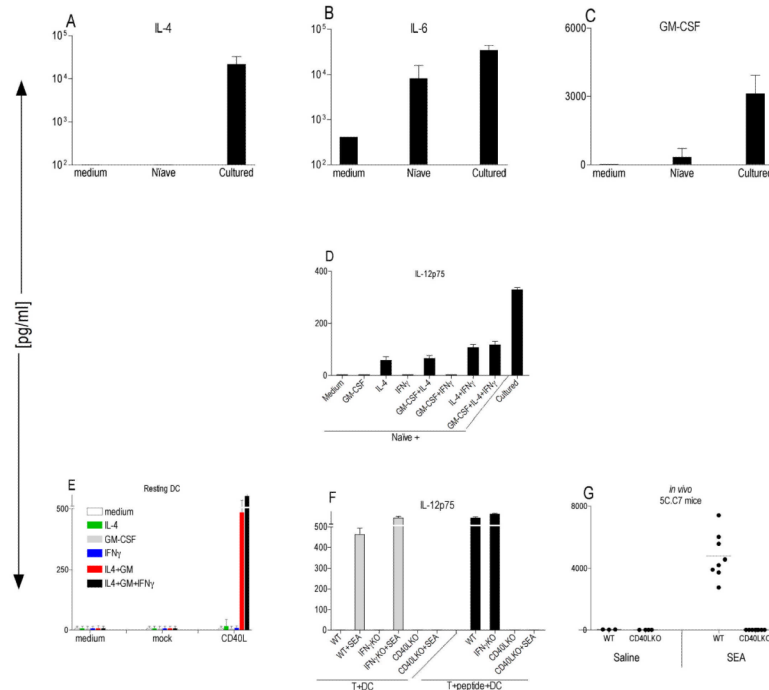 A
IL-4
10^5
10^4
10^3
10^2
medium
Nïave
Cultured
B
IL-6
10^5
10^4
10^3
10^2
medium
Nïave
Cultured
C
GM-CSF
6000
3000
0
medium
Nïave
Cultured
[pg/ml]
D
IL-12p75
400
200
0
Medium
GM-CSF
IL-4
IFNγ
GM-CSF+IL-4
GM-CSF+IFNγ
IL-4+IFNγ
GM-CSF+IL-4+IFNγ
Cultured
Naïve +
E
Resting DC
500
250
0
medium
IL-4
GM-CSF
IFNγ
IL4+GM
IL4+GM+IFNγ
medium
mock
CD40L
F
IL-12p75
500
400
300
200
100
0
WT
WT+SEA
IFN-γKO
IFNγKO+SEA
CD40LKO
CD40LKO+SEA
WT
IFNγKO
CD40LKO
CD40LKO+SEA
T+DC
T+peptide+DC
G
in vivo
5C.C7 mice
8000
4000
0
WT
CD40LKO
WT
CD40LKO
Saline
SEA